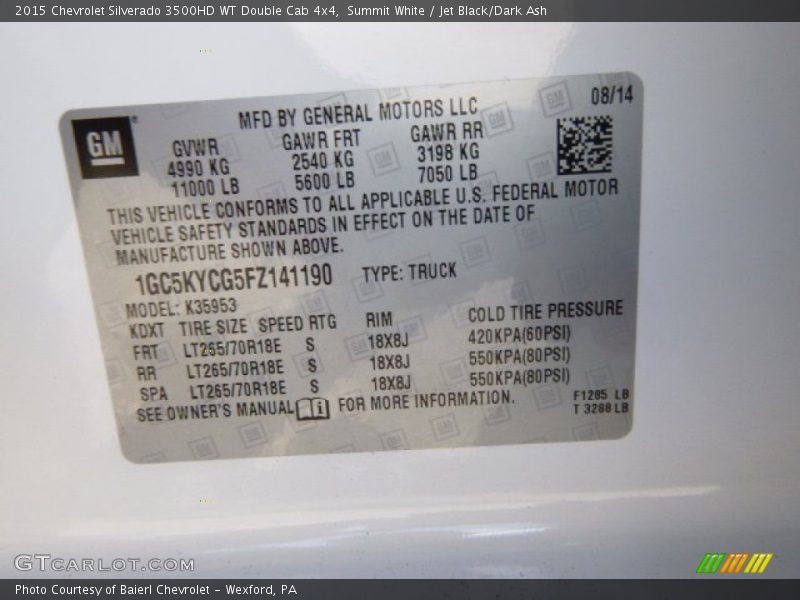 2015 Chevrolet Silverado 3500HD WT Double Cab 4x4,  Summit White / Jet Black/Dark Ash
GM
MFD BY GENERAL MOTORS LLC
08/14
GVWR GAWR FRT GAWR RR
4990 KG 2540 KG 3198 KG
11000 LB 5600 LB 7050 LB
THIS VEHICLE CONFORMS TO ALL APPLICABLE U.S. FEDERAL MOTOR
VEHICLE SAFETY STANDARDS IN EFFECT ON THE DATE OF
MANUFACTURE SHOWN ABOVE.
1GC5KYCG5FZ141190 TYPE: TRUCK
MODEL: K35953
KDXT TIRE SIZE SPEED RTG RIM COLD TIRE PRESSURE
FRT LT265/70R18E S 18X8J 420KPA(60PSI)
RR LT265/70R18E S 18X8J 550KPA(80PSI)
SPA LT265/70R18E S 18X8J 550KPA(80PSI)
SEE OWNER'S MANUAL FOR MORE INFORMATION.
F1285 LB
T 3288 LB
GTCARLOT.COM
Photo Courtesy of Baierl Chevrolet - Wexford, PA